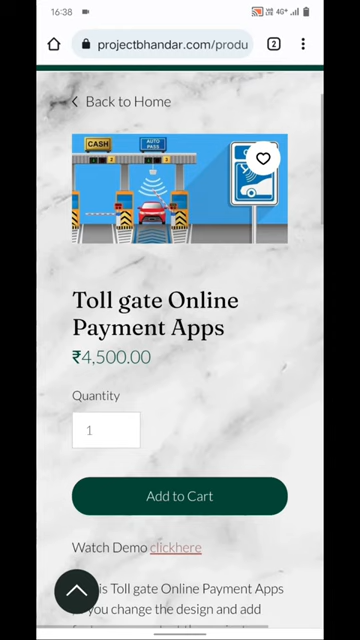 16:38
4G+
projectbhandar.com/produ
2
Back to Home
CASH
AUTO
PASS
Toll gate Online
Payment Apps
₹4,500.00
Quantity
1
Add to Cart
Watch Demo clickhere
is Toll gate Online Payment Apps
you change the design and add